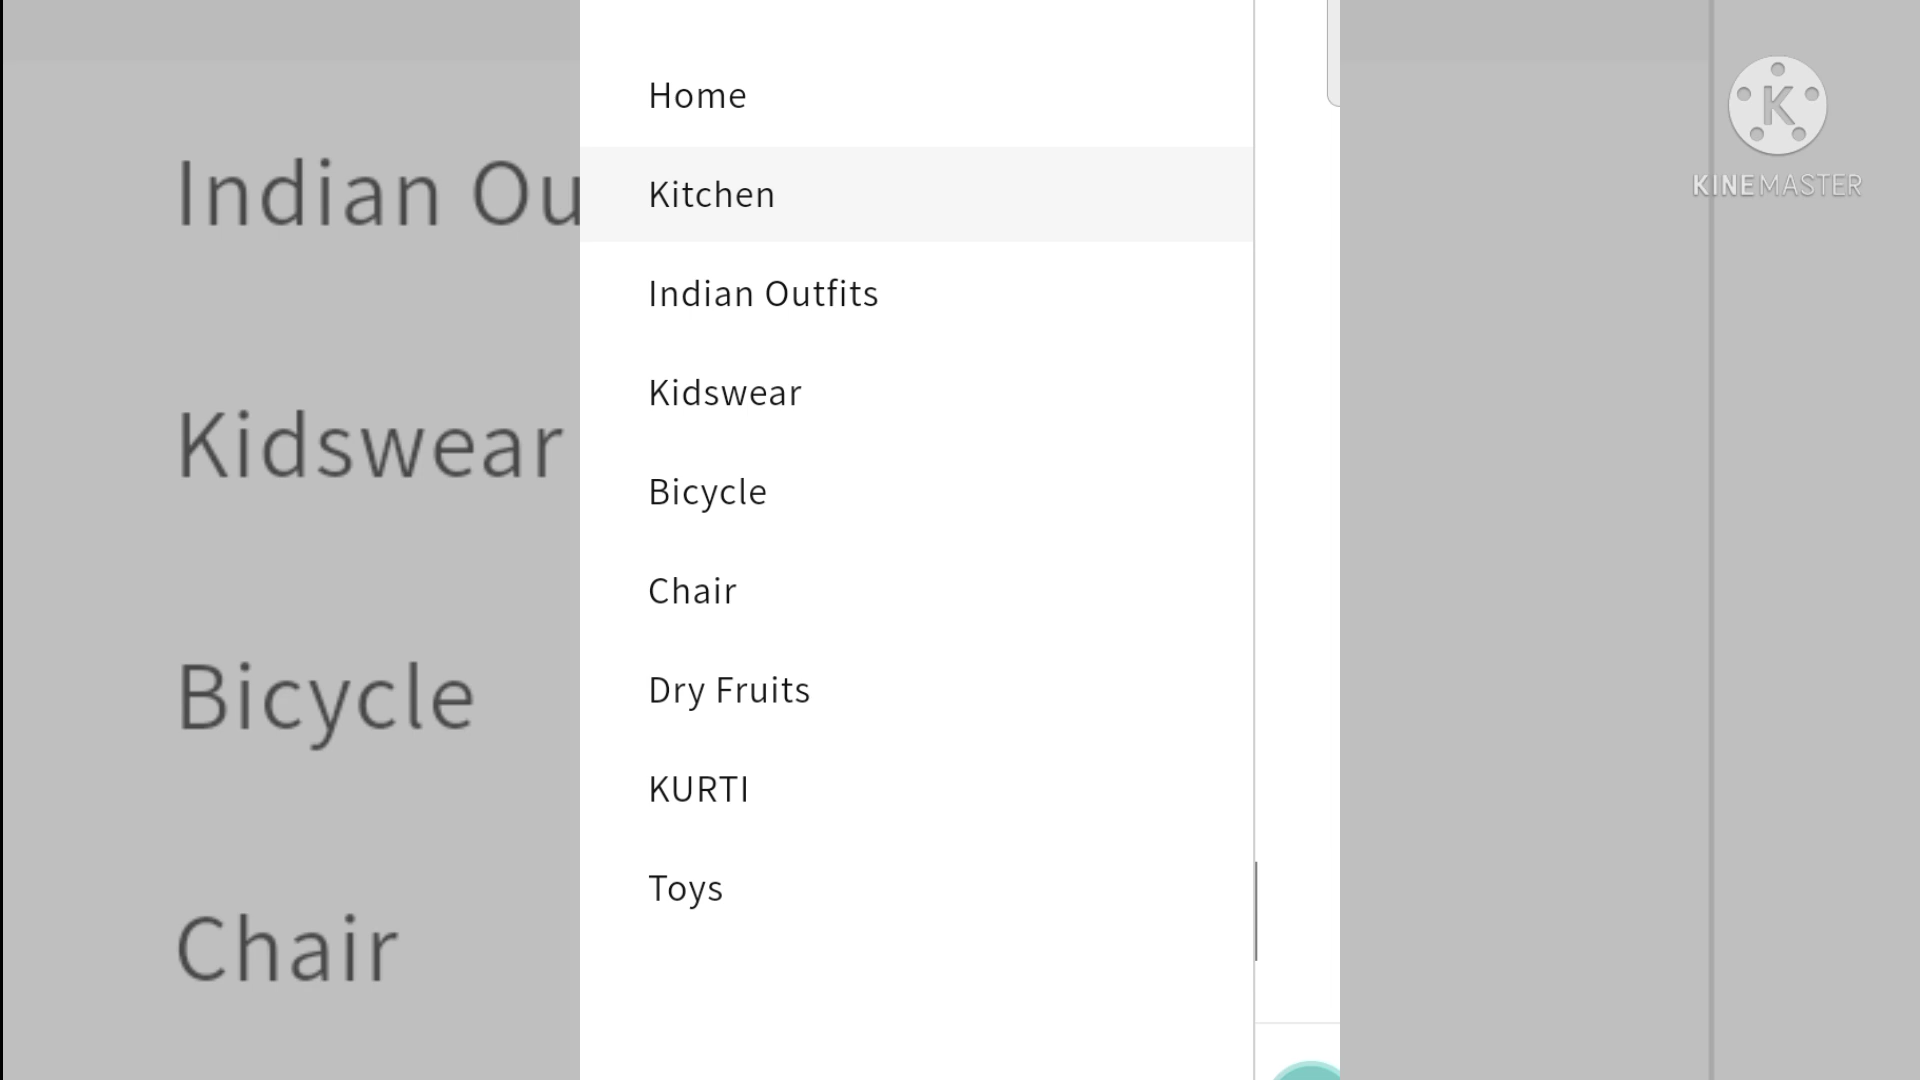 Home
Kitchen
Indian Outfits
Kidswear
Bicycle
Chair
Dry Fruits
KURTI
Toys
Indian Ou
Kidswear
Bicycle
Chair
K
KINEMASTER